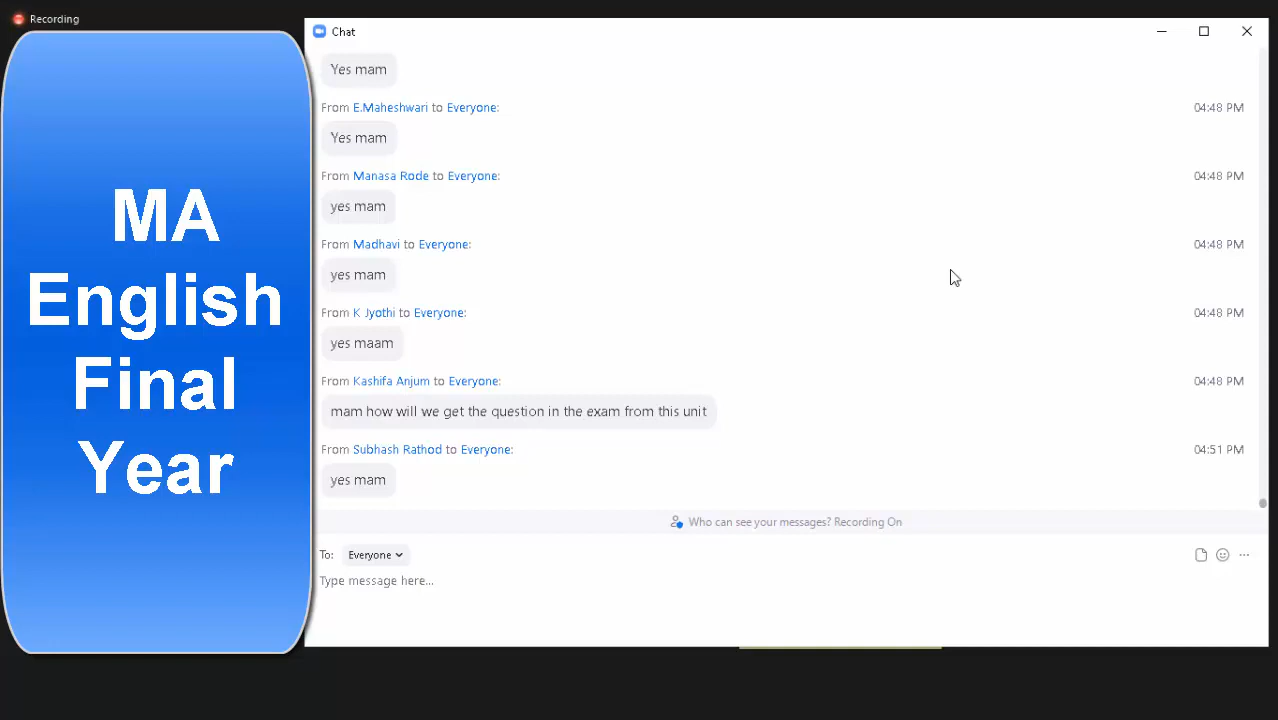 Recording
MA
English
Final
Year
Chat
Yes mam
From E.Maheshwari to Everyone: 04:48 PM
Yes mam
From Manasa Rode to Everyone: 04:48 PM
yes mam
From Madhavi to Everyone: 04:48 PM
yes mam
From K Jyothi to Everyone: 04:48 PM
yes maam
From Kashifa Anjum to Everyone: 04:48 PM
mam how will we get the question in the exam from this unit
From Subhash Rathod to Everyone: 04:51 PM
yes mam
Who can see your messages? Recording On
To: Everyone
Type message here...